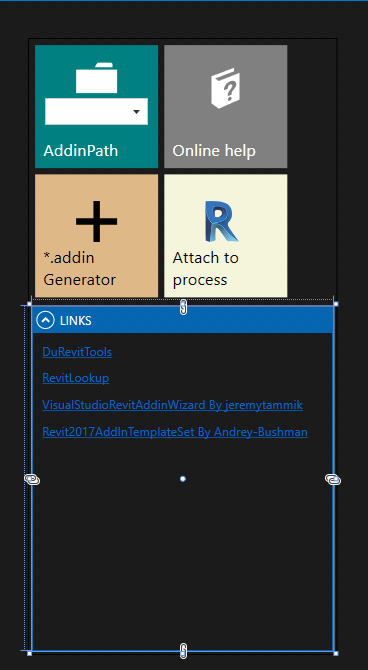 AddinPath
Online help
*.addin
Generator
Attach to
process
LINKS
DuRevitTools
RevitLookup
VisualStudioRevitAddinWizard By jeremytammik
Revit2017AddInTemplateSet By Andrey-Bushman